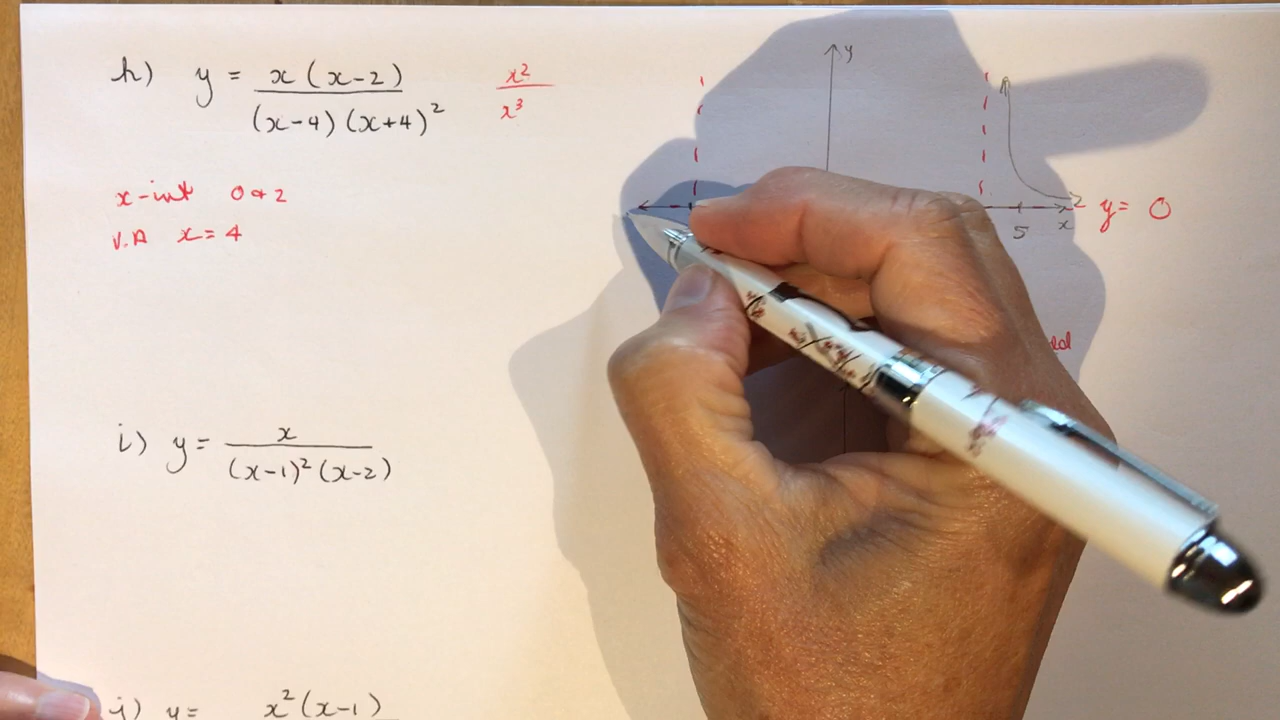 h) y = x(x-2) / (x-4)(x+4)²
x² / x³
x-int 0 & 2
V.A x = 4
y
5
x
y = 0
i) y = x / (x-1)²(x-2)
j) y = x²(x-1)